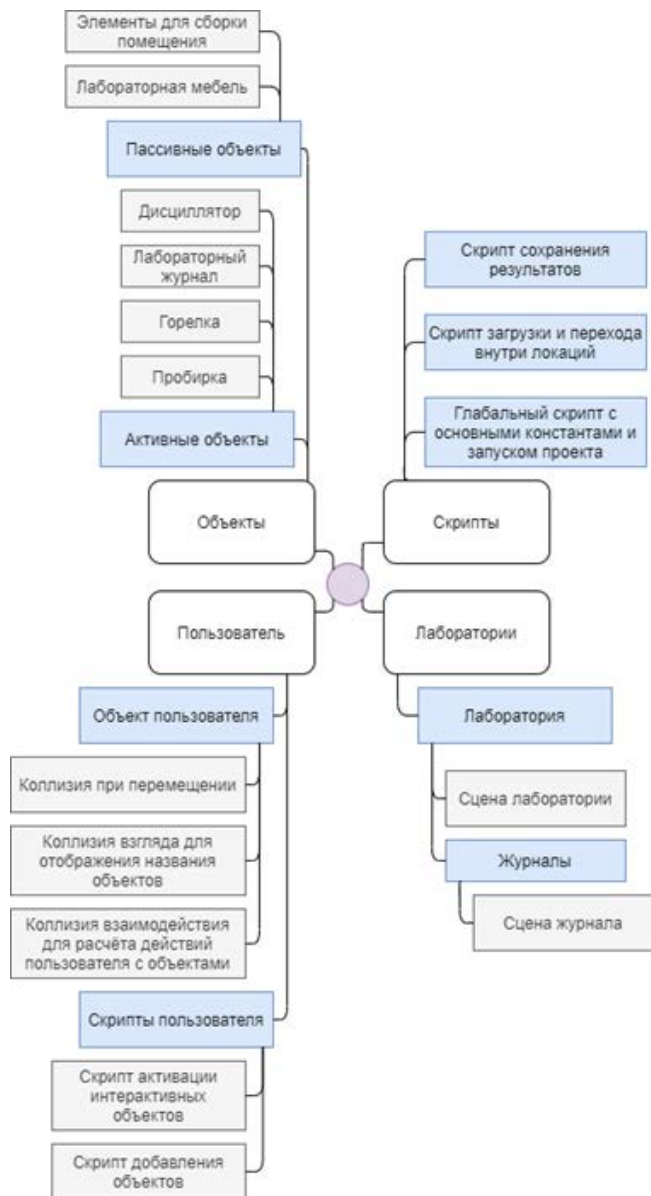 Элементы для сборки
помещения
Лабораторная мебель
Пассивные объекты
Дисциллятор
Лабораторный
журнал
Горелка
Пробирка
Активные объекты
Объекты
Скрипт сохранения
результатов
Скрипт загрузки и перехода
внутри локаций
Глабальный скрипт с
основными константами и
запуском проекта
Скрипты
Пользователь
Объект пользователя
Коллизия при перемещении
Коллизия взгляда для
отображения названия
объектов
Коллизия взаимодействия
для расчёта действий
пользователя с объектами
Скрипты пользователя
Скрипт активации
интерактивных
объектов
Скрипт добавления
объектов
Лаборатории
Лаборатория
Сцена лаборатории
Журналы
Сцена журнала